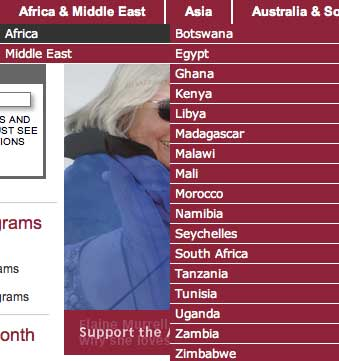 Africa & Middle East
Asia
Australia & So
Africa
Middle East
Botswana
Egypt
Ghana
Kenya
Libya
Madagascar
Malawi
Mali
Morocco
Namibia
Seychelles
South Africa
Tanzania
Tunisia
Uganda
Zambia
Zimbabwe
S AND
UST SEE
IONS
grams
ams
grams
onth
Elaine Murrell
why she loves
Support the